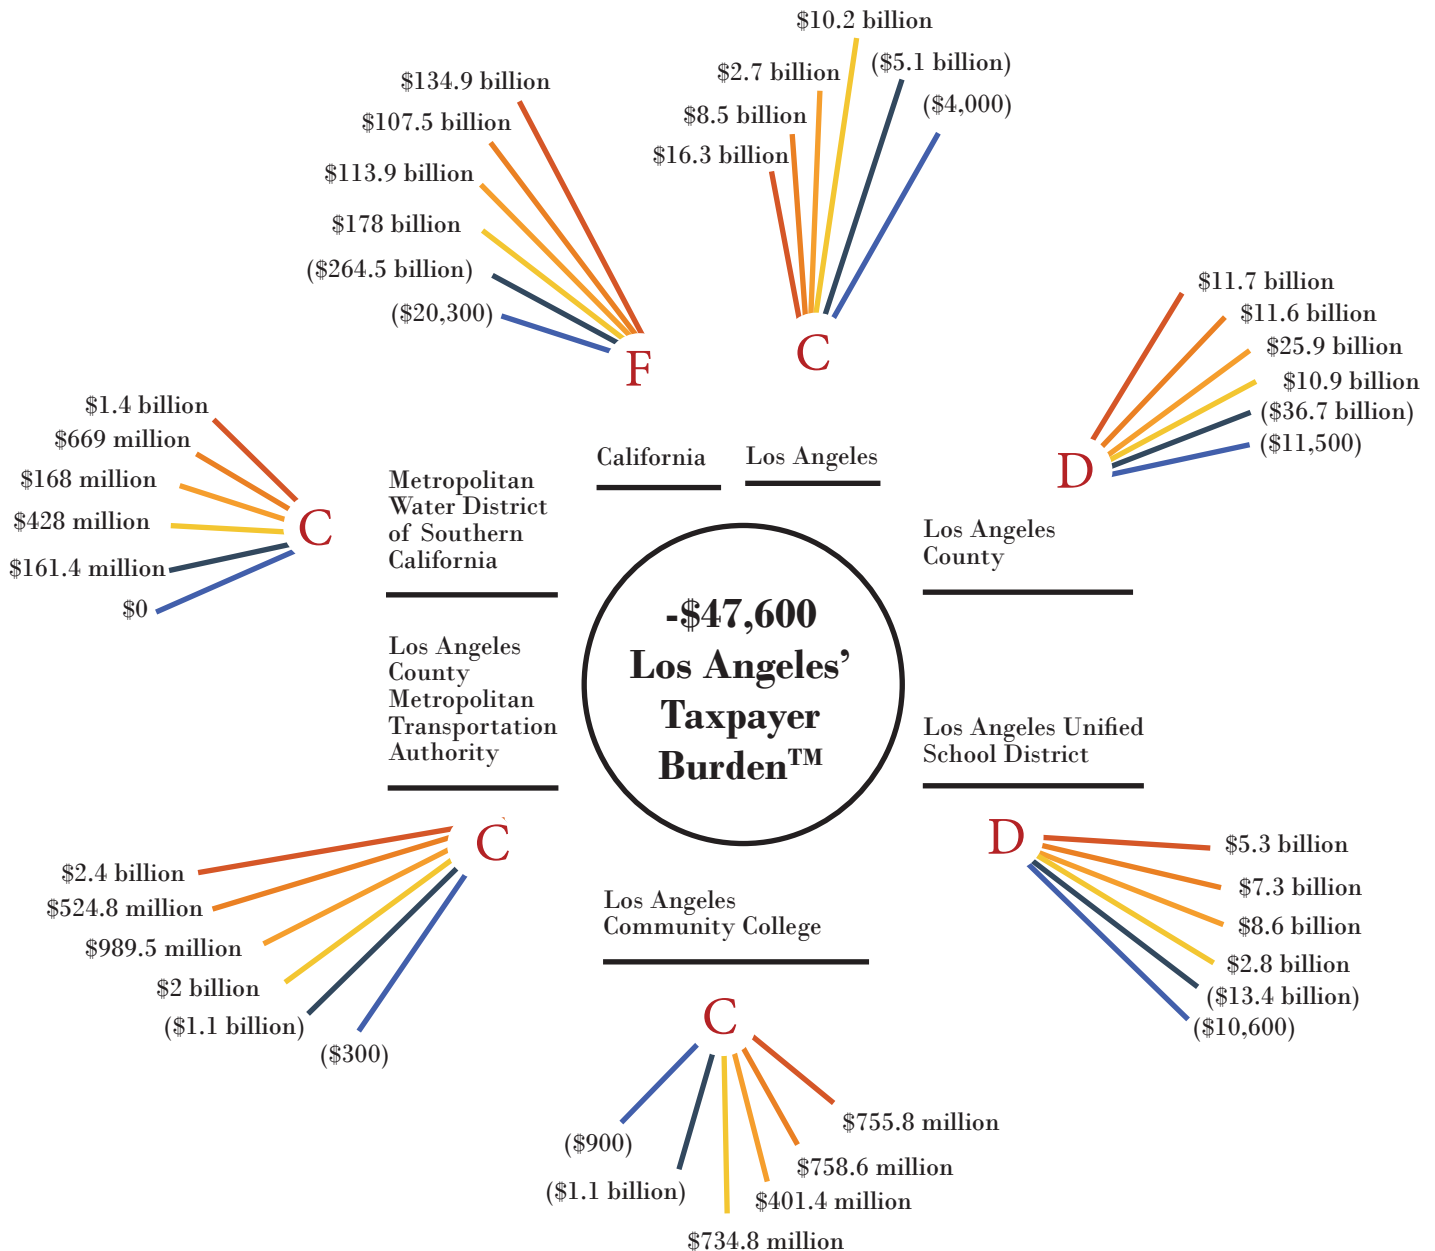 $10.2 billion
($5.1 billion)
$2.7 billion
($4,000)
$8.5 billion
$16.3 billion
C
Los Angeles
$134.9 billion
$107.5 billion
$113.9 billion
$178 billion
($264.5 billion)
($20,300)
F
California
$11.7 billion
$11.6 billion
$25.9 billion
$10.9 billion
($36.7 billion)
($11,500)
D
Los Angeles
County
$1.4 billion
$669 million
$168 million
$428 million
$161.4 million
$0
C
Metropolitan
Water District
of Southern
California
-$47,600
Los Angeles’
Taxpayer
Burden™
Los Angeles
County
Metropolitan
Transportation
Authority
C
$2.4 billion
$524.8 million
$989.5 million
$2 billion
($1.1 billion)
($300)
Los Angeles Unified
School District
D
$5.3 billion
$7.3 billion
$8.6 billion
$2.8 billion
($13.4 billion)
($10,600)
Los Angeles
Community College
C
$755.8 million
$758.6 million
$401.4 million
$734.8 million
($1.1 billion)
($900)